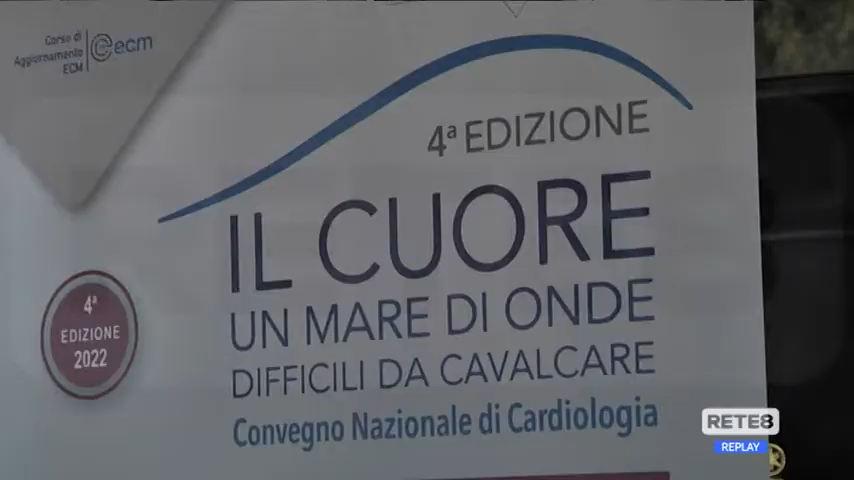 Corso di
Aggiornamento
ECM
ecm
4ª EDIZIONE
IL CUORE
UN MARE DI ONDE
DIFFICILI DA CAVALCARE
Convegno Nazionale di Cardiologia
4ª
EDIZIONE
2022
RETE8
REPLAY